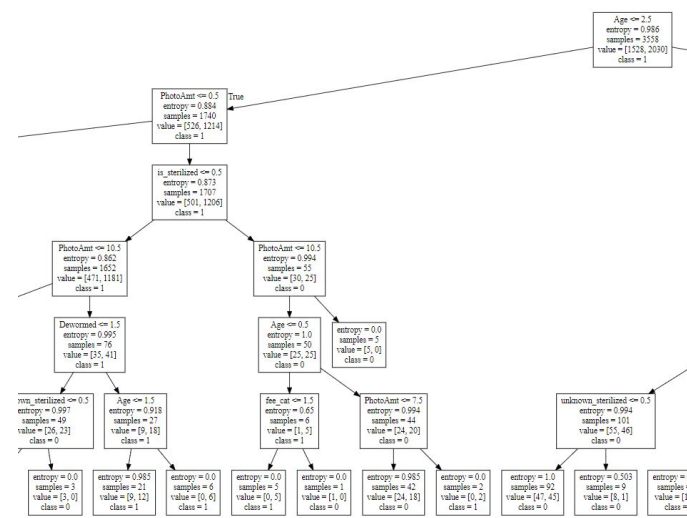 Age <= 2.5
entropy = 0.986
samples = 3558
value = [1528, 2030]
class = 1
True
PhotoAmt <= 0.5
entropy = 0.884
samples = 1740
value = [526, 1214]
class = 1
is_sterilized <= 0.5
entropy = 0.873
samples = 1707
value = [501, 1206]
class = 1
PhotoAmt <= 10.5
entropy = 0.862
samples = 1652
value = [471, 1181]
class = 1
PhotoAmt <= 10.5
entropy = 0.994
samples = 55
value = [30, 25]
class = 0
Dewormed <= 1.5
entropy = 0.995
samples = 76
value = [35, 41]
class = 1
Age <= 0.5
entropy = 1.0
samples = 50
value = [25, 25]
class = 0
entropy = 0.0
samples = 5
value = [5, 0]
class = 0
wn_sterilized <= 0.5
entropy = 0.997
samples = 49
value = [26, 23]
class = 0
Age <= 1.5
entropy = 0.918
samples = 27
value = [9, 18]
class = 1
fee_cat <= 1.5
entropy = 0.65
samples = 6
value = [1, 5]
class = 1
PhotoAmt <= 7.5
entropy = 0.994
samples = 44
value = [24, 20]
class = 0
unknown_sterilized <= 0.5
entropy = 0.994
samples = 101
value = [55, 46]
class = 0
entropy = 0.0
samples = 3
value = [3, 0]
class = 0
entropy = 0.985
samples = 21
value = [9, 12]
class = 1
entropy = 0.0
samples = 6
value = [0, 6]
class = 1
entropy = 0.0
samples = 5
value = [0, 5]
class = 1
entropy = 0.0
samples = 1
value = [1, 0]
class = 0
entropy = 0.985
samples = 42
value = [24, 18]
class = 0
entropy = 0.0
samples = 2
value = [0, 2]
class = 1
entropy = 1.0
samples = 92
value = [47, 45]
class = 0
entropy = 0.503
samples = 9
value = [8, 1]
class = 0
entropy =
samples =
value = [1
class =